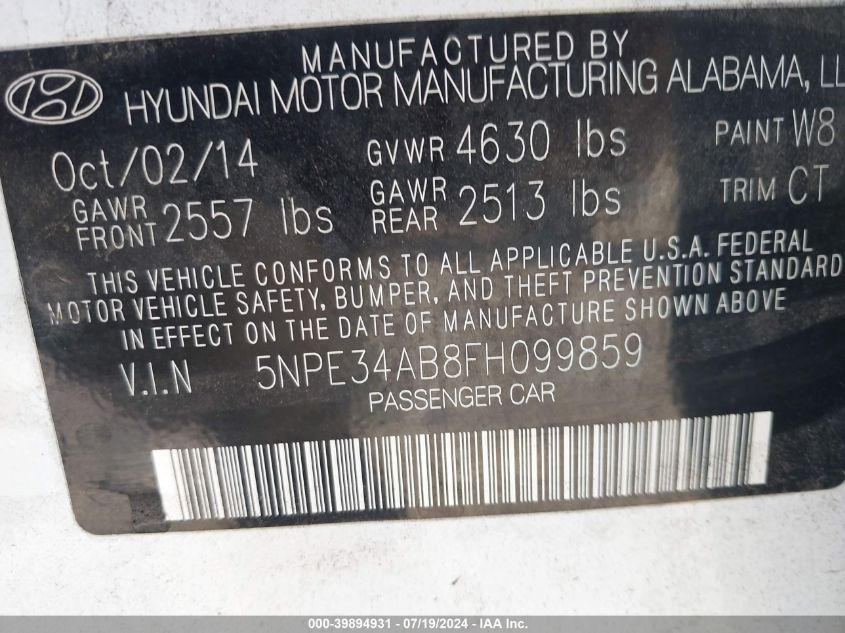 MANUFACTURED BY
HYUNDAI MOTOR MANUFACTURING ALABAMA, LL
Oct/02/14 GVWR 4630 lbs PAINT W8
GAWR FRONT 2557 lbs GAWR REAR 2513 lbs TRIM CT
THIS VEHICLE CONFORMS TO ALL APPLICABLE U.S.A. FEDERAL
MOTOR VEHICLE SAFETY, BUMPER, AND THEFT PREVENTION STANDARD
IN EFFECT ON THE DATE OF MANUFACTURE SHOWN ABOVE
V.I.N 5NPE34AB8FH099859
PASSENGER CAR
000-39894931 - 07/19/2024 - IAA Inc.